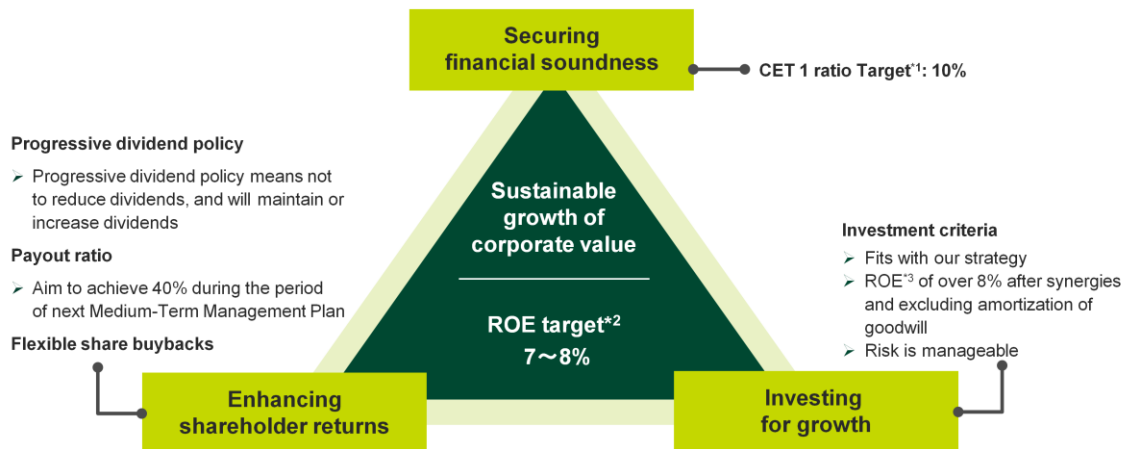 Securing
financial soundness
CET 1 ratio Target*1: 10%
Progressive dividend policy
➢ Progressive dividend policy means not
to reduce dividends, and will maintain or
increase dividends
Payout ratio
➢ Aim to achieve 40% during the period
of next Medium-Term Management Plan
Flexible share buybacks
Sustainable
growth of
corporate value
ROE target*2
7～8%
Investment criteria
➢ Fits with our strategy
➢ ROE*3 of over 8% after synergies
and excluding amortization of
goodwill
➢ Risk is manageable
Enhancing
shareholder returns
Investing
for growth